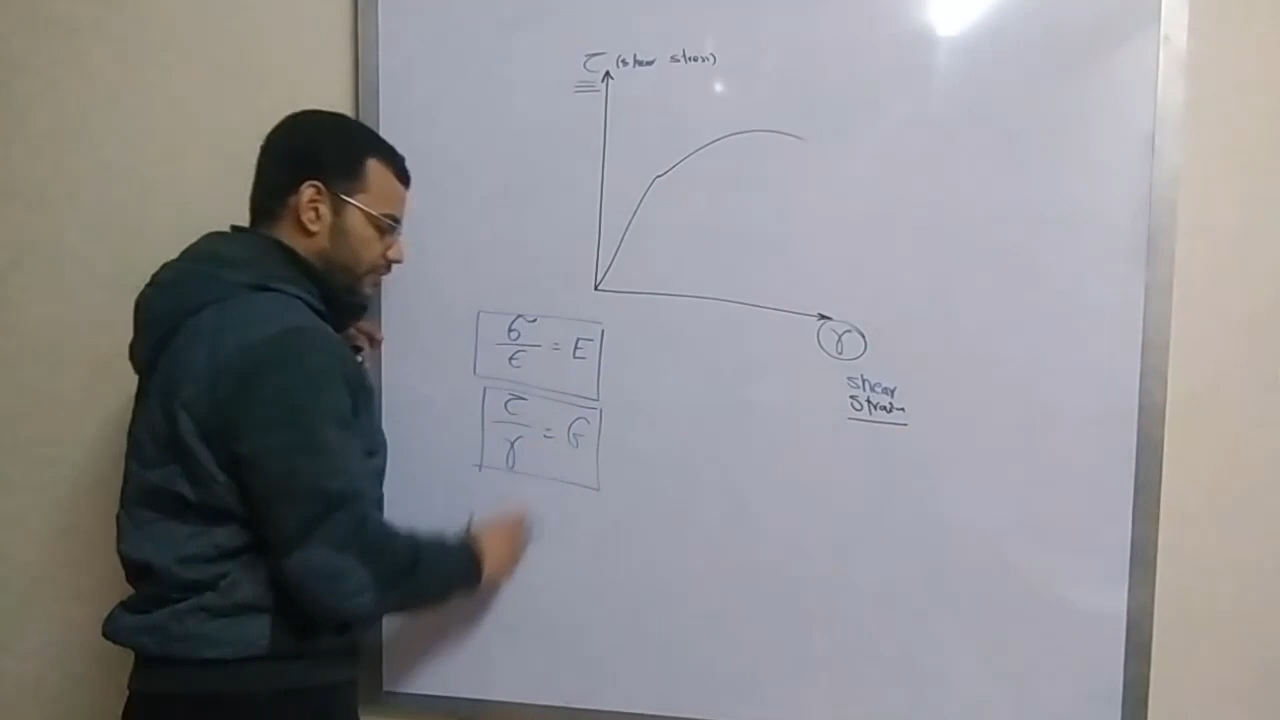 τ (shear stress)
γ
shear
strain
σ/ε = E
τ/γ = G